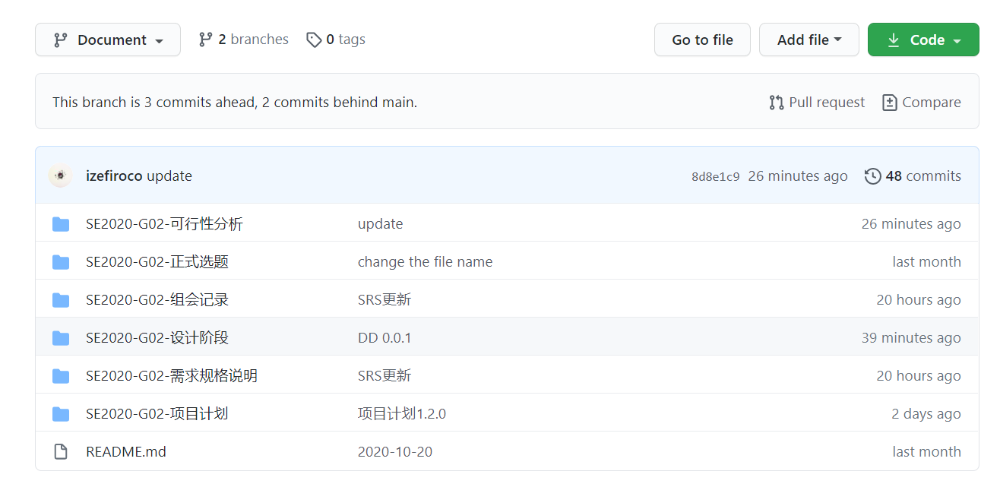 Document 2 branches 0 tags Go to file Add file Code
This branch is 3 commits ahead, 2 commits behind main. Pull request Compare
izefiroco update 8d8e1c9 26 minutes ago 48 commits
SE2020-G02-可行性分析 update 26 minutes ago
SE2020-G02-正式选题 change the file name last month
SE2020-G02-组会记录 SRS更新 20 hours ago
SE2020-G02-设计阶段 DD 0.0.1 39 minutes ago
SE2020-G02-需求规格说明 SRS更新 20 hours ago
SE2020-G02-项目计划 项目计划1.2.0 2 days ago
README.md 2020-10-20 last month